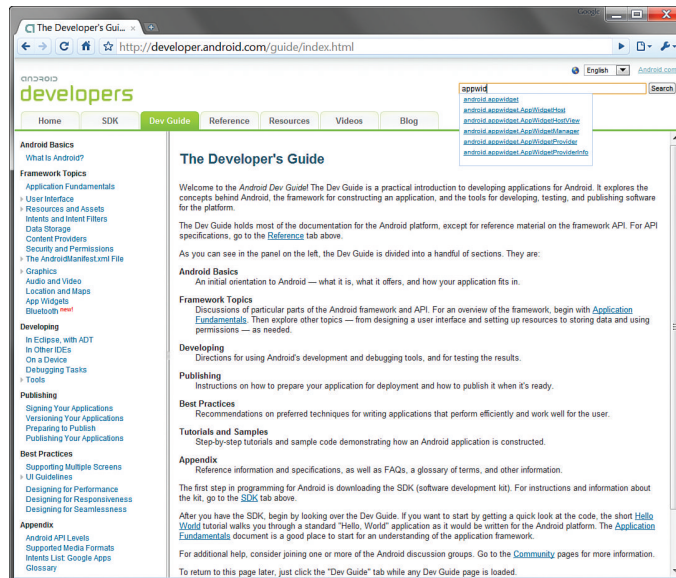 Google
The Developer's Gui...
http://developer.android.com/guide/index.html
English
Android.com
android
developers
appwid
Search
android.appwidget
android.appwidget.AppWidgetHost
android.appwidget.AppWidgetHostView
android.appwidget.AppWidgetManager
android.appwidget.AppWidgetProvider
android.appwidget.AppWidgetProviderInfo
Home SDK Dev Guide Reference Resources Videos Blog
Android Basics
What Is Android?
Framework Topics
Application Fundamentals
User Interface
Resources and Assets
Intents and Intent Filters
Data Storage
Content Providers
Security and Permissions
The AndroidManifest.xml File
Graphics
Audio and Video
Location and Maps
App Widgets
Bluetooth new!
Developing
In Eclipse, with ADT
In Other IDEs
On a Device
Debugging Tasks
Tools
Publishing
Signing Your Applications
Versioning Your Applications
Preparing to Publish
Publishing Your Applications
Best Practices
Supporting Multiple Screens
UI Guidelines
Designing for Performance
Designing for Responsiveness
Designing for Seamlessness
Appendix
Android API Levels
Supported Media Formats
Intents List: Google Apps
Glossary
The Developer's Guide
Welcome to the Android Dev Guide! The Dev Guide is a practical introduction to developing applications for Android. It explores the
concepts behind Android, the framework for constructing an application, and the tools for developing, testing, and publishing software
for the platform.
The Dev Guide holds most of the documentation for the Android platform, except for reference material on the framework API. For API
specifications, go to the Reference tab above.
As you can see in the panel on the left, the Dev Guide is divided into a handful of sections. They are:
Android Basics
An initial orientation to Android — what it is, what it offers, and how your application fits in.
Framework Topics
Discussions of particular parts of the Android framework and API. For an overview of the framework, begin with Application
Fundamentals. Then explore other topics — from designing a user interface and setting up resources to storing data and using
permissions — as needed.
Developing
Directions for using Android's development and debugging tools, and for testing the results.
Publishing
Instructions on how to prepare your application for deployment and how to publish it when it's ready.
Best Practices
Recommendations on preferred techniques for writing applications that perform efficiently and work well for the user.
Tutorials and Samples
Step-by-step tutorials and sample code demonstrating how an Android application is constructed.
Appendix
Reference information and specifications, as well as FAQs, a glossary of terms, and other information.
The first step in programming for Android is downloading the SDK (software development kit). For instructions and information about
the kit, go to the SDK tab above.
After you have the SDK, begin by looking over the Dev Guide. If you want to start by getting a quick look at the code, the short Hello
World tutorial walks you through a standard "Hello, World" application as it would be written for the Android platform. The Application
Fundamentals document is a good place to start for an understanding of the application framework.
For additional help, consider joining one or more of the Android discussion groups. Go to the Community pages for more information.
To return to this page later, just click the "Dev Guide" tab while any Dev Guide page is loaded.